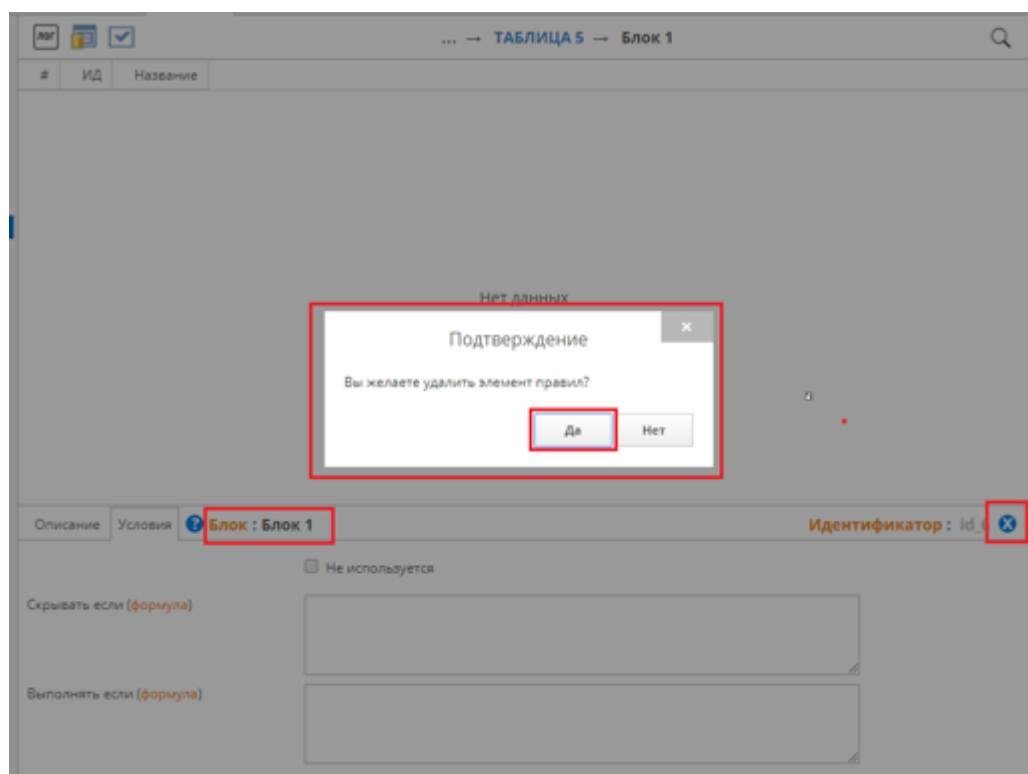 лог
... → ТАБЛИЦА 5 → Блок 1
# ИД Название
Нет данных
Подтверждение
Вы желаете удалить элемент правил?
Да Нет
Описание Условия ? Блок : Блок 1 Идентификатор :
Не используется
Скрывать если (формула)
Выполнять если (формула)